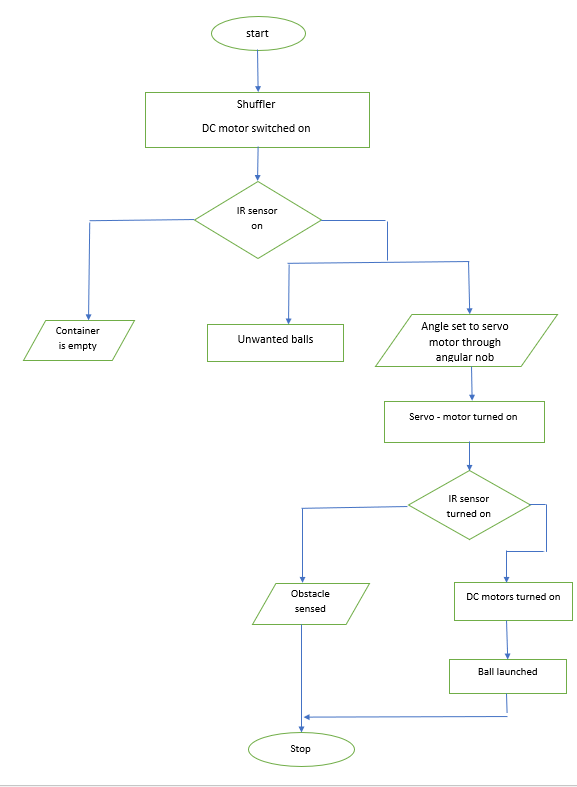 start
Shuffler
DC motor switched on
IR sensor
on
Container
is empty
Unwanted balls
Angle set to servo
motor through
angular nob
Servo - motor turned on
IR sensor
turned on
Obstacle
sensed
DC motors turned on
Ball launched
Stop